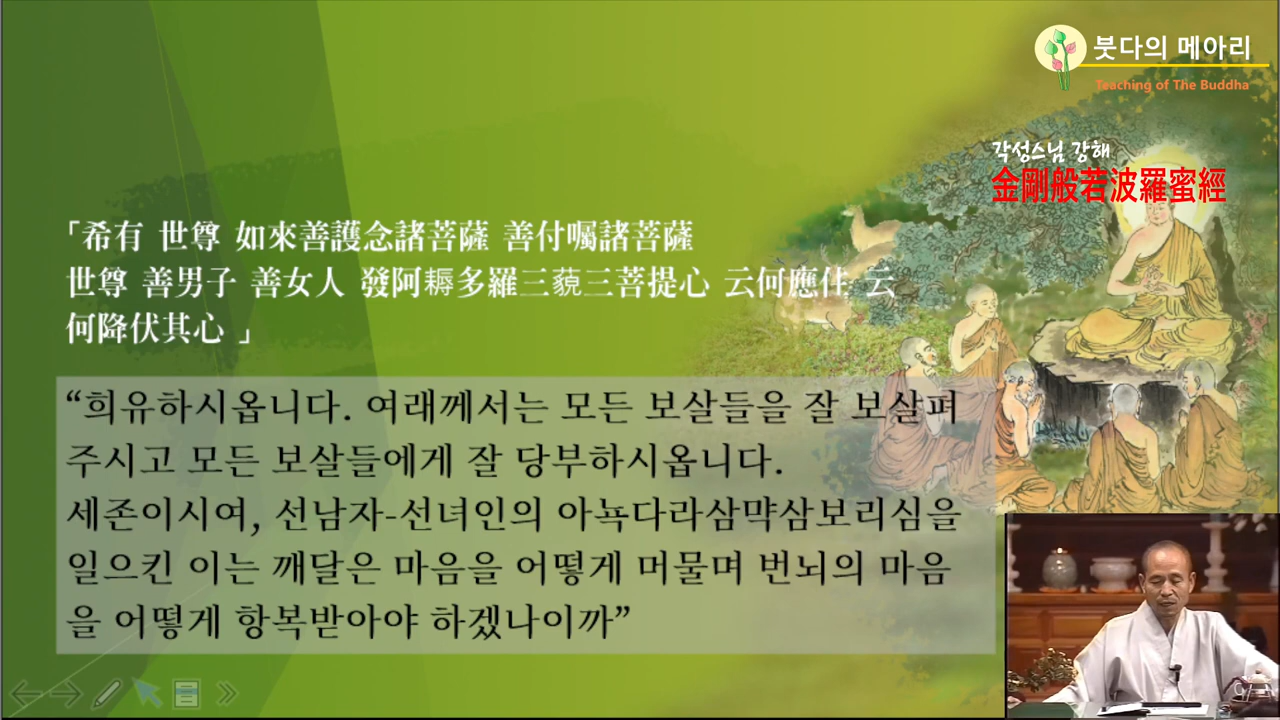 붓다의 메아리
Teaching of The Buddha
각성스님 강해
金剛般若波羅蜜經
「希有 世尊 如來善護念諸菩薩 善付囑諸菩薩
世尊 善男子 善女人 發阿耨多羅三藐三菩提心 云何應住 云
何降伏其心 」
“희유하시옵니다. 여래께서는 모든 보살들을 잘 보살펴
주시고 모든 보살들에게 잘 당부하시옵니다.
세존이시여, 선남자-선녀인의 아뇩다라삼먁삼보리심을
일으킨 이는 깨달은 마음을 어떻게 머물며 번뇌의 마음
을 어떻게 항복받아야 하겠나이까”